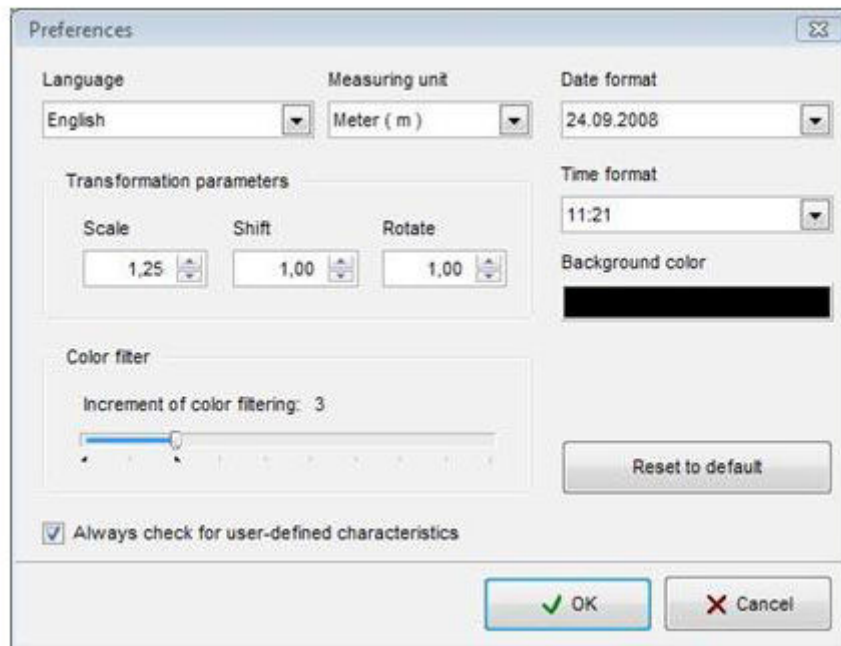 Preferences
Language
Measuring unit
Date format
English
Meter ( m )
24.09.2008
Transformation parameters
Time format
Scale
Shift
Rotate
11:21
1,25
1,00
1,00
Background color
Color filter
Increment of color filtering: 3
Reset to default
Always check for user-defined characteristics
OK
Cancel